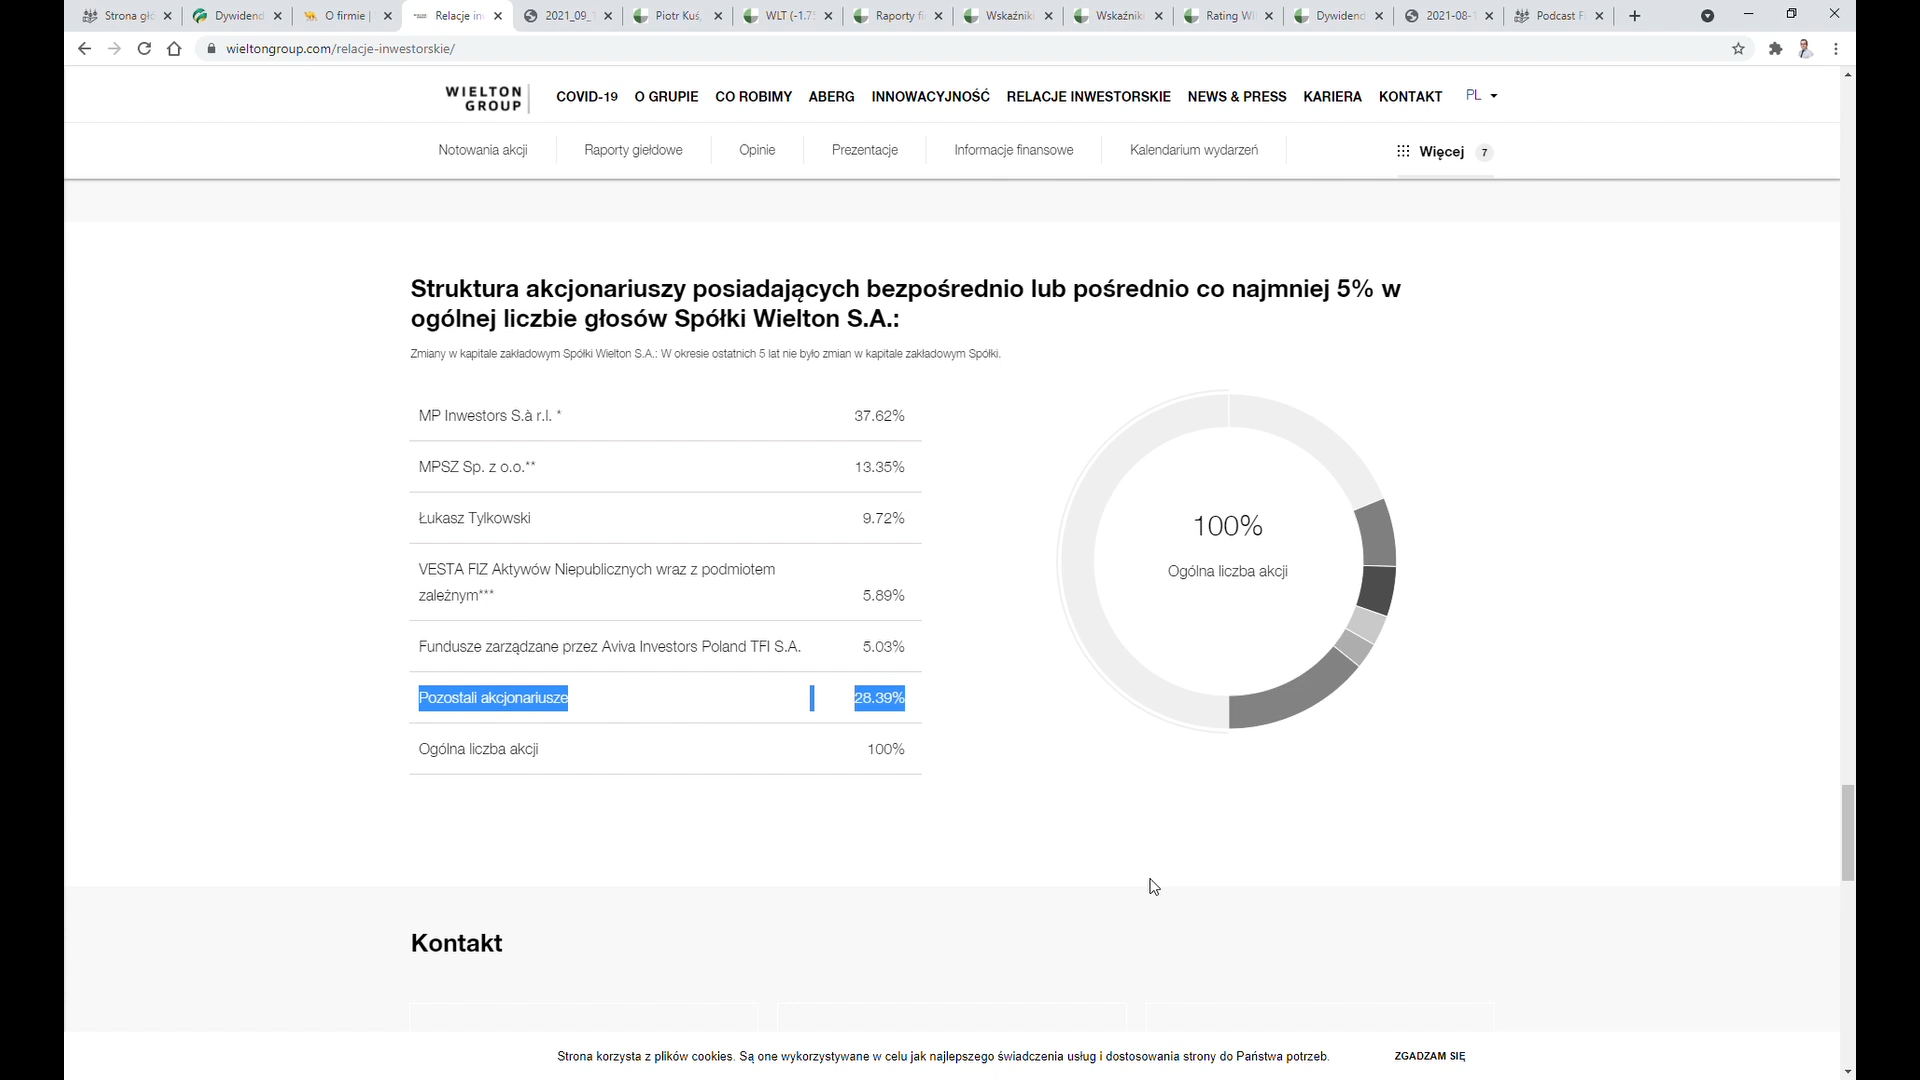 Strona gł
Dywidend
O firmie |
Relacje in
2021_09_
Piotr Kuś,
WLT (-1.7
Raporty fi
Wskaźniki
Wskaźniki
Rating WI
Dywidend
2021-08-
Podcast F
wieltongroup.com/relacje-inwestorskie/
WIELTON
GROUP
COVID-19 O GRUPIE CO ROBIMY ABERG INNOWACYJNOŚĆ RELACJE INWESTORSKIE NEWS & PRESS KARIERA KONTAKT PL
Notowania akcji Raporty giełdowe Opinie Prezentacje Informacje finansowe Kalendarium wydarzeń Więcej 7
Struktura akcjonariuszy posiadających bezpośrednio lub pośrednio co najmniej 5% w
ogólnej liczbie głosów Spółki Wielton S.A.:
Zmiany w kapitale zakładowym Spółki Wielton S.A.: W okresie ostatnich 5 lat nie było zmian w kapitale zakładowym Spółki.
MP Inwestors S.à r.l. * 37.62%
MPSZ Sp. z o.o.** 13.35%
Łukasz Tylkowski 9.72%
VESTA FIZ Aktywów Niepublicznych wraz z podmiotem
zależnym*** 5.89%
Fundusze zarządzane przez Aviva Investors Poland TFI S.A. 5.03%
Pozostali akcjonariusze 28.39%
Ogólna liczba akcji 100%
100%
Ogólna liczba akcji
Kontakt
Strona korzysta z plików cookies. Są one wykorzystywane w celu jak najlepszego świadczenia usług i dostosowania strony do Państwa potrzeb. ZGADZAM SIĘ